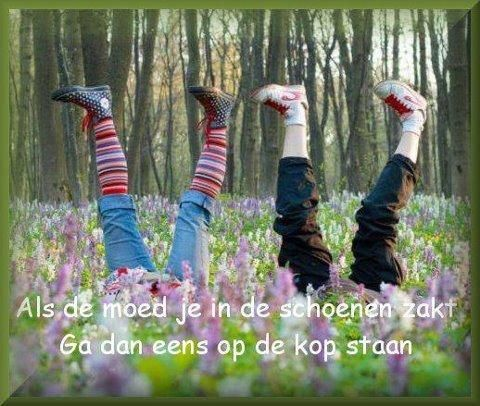 Als de moed je in de schoenen zakt
Ga dan eens op de kop staan